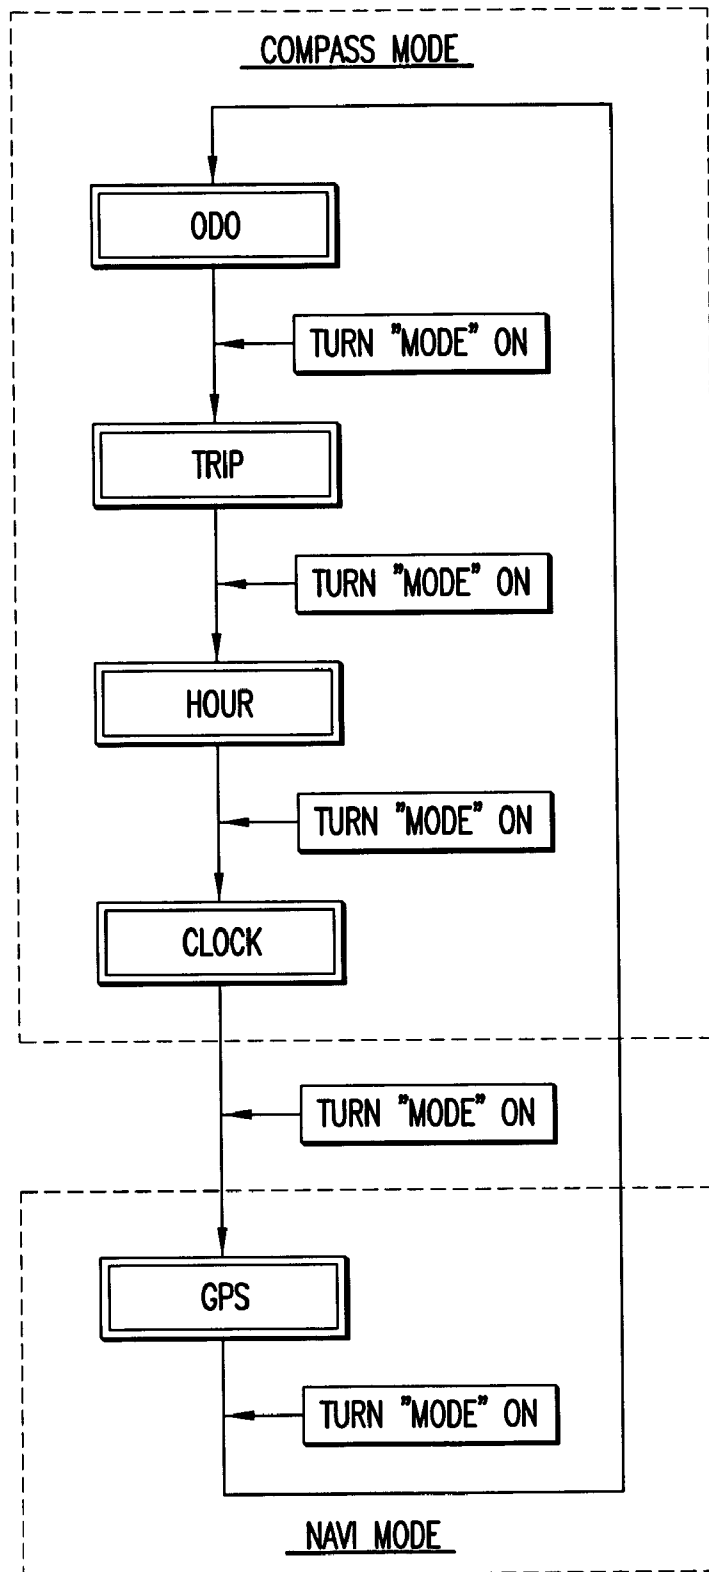 COMPASS MODE
ODO
TURN "MODE" ON
TRIP
TURN "MODE" ON
HOUR
TURN "MODE" ON
CLOCK
TURN "MODE" ON
GPS
TURN "MODE" ON
NAVI MODE